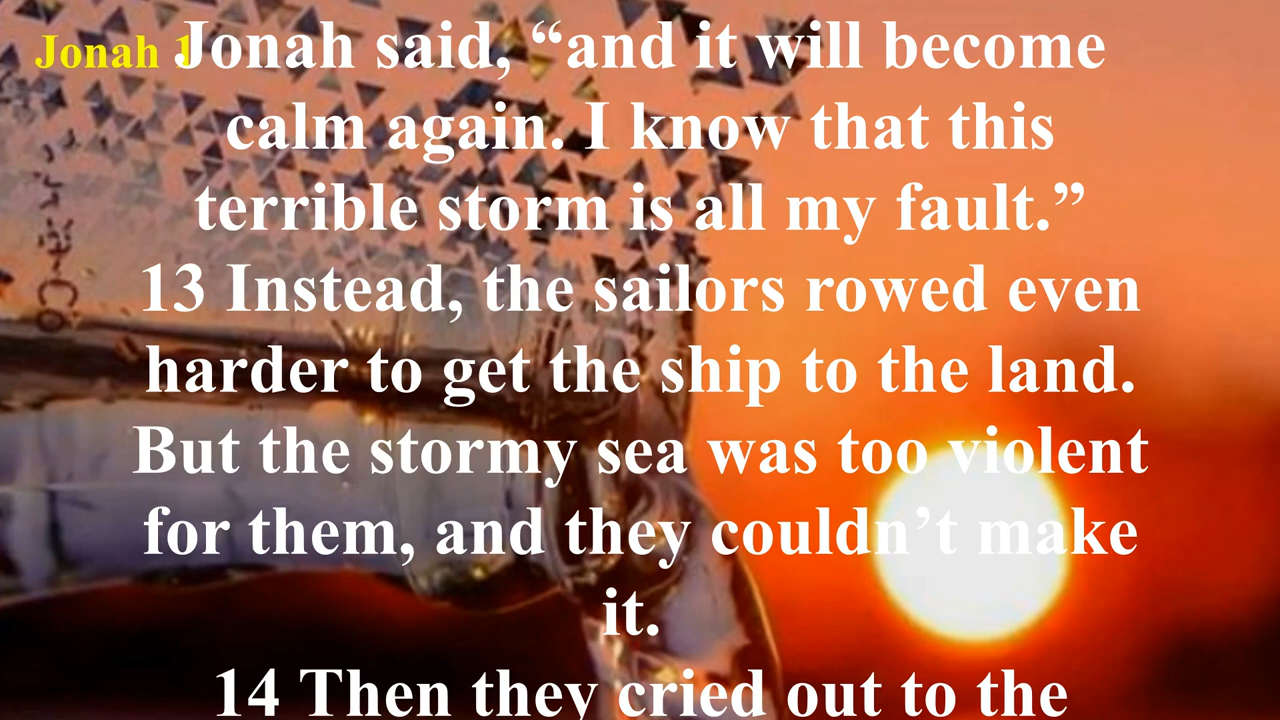 Jonah 1
Jonah said, “and it will become
calm again. I know that this
terrible storm is all my fault.”
13 Instead, the sailors rowed even
harder to get the ship to the land.
But the stormy sea was too violent
for them, and they couldn’t make
it.
14 Then they cried out to the